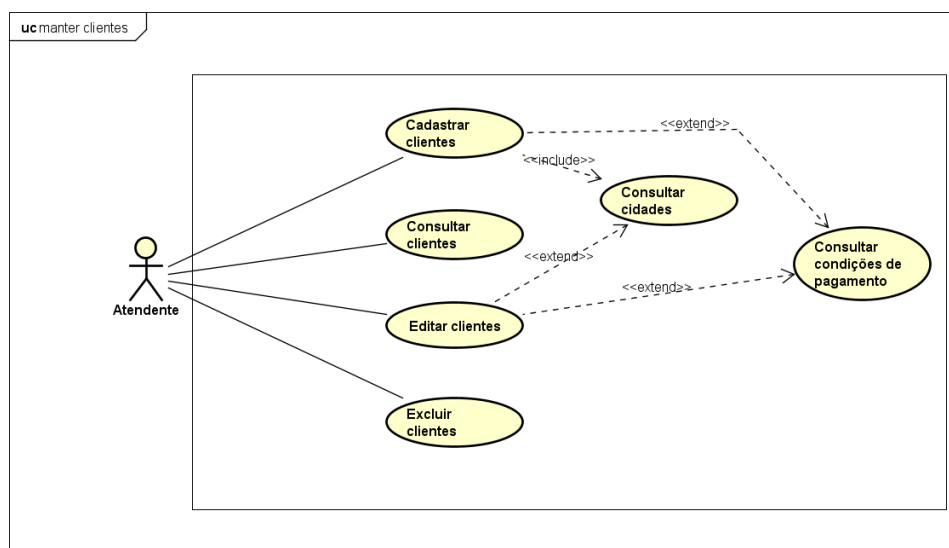 uc manter clientes
Cadastrar
clientes
<<extend>>
<<include>>
Consultar
cidades
Consultar
clientes
Consultar
condições de
pagamento
<<extend>>
<<extend>>
Atendente
Editar clientes
Excluir
clientes